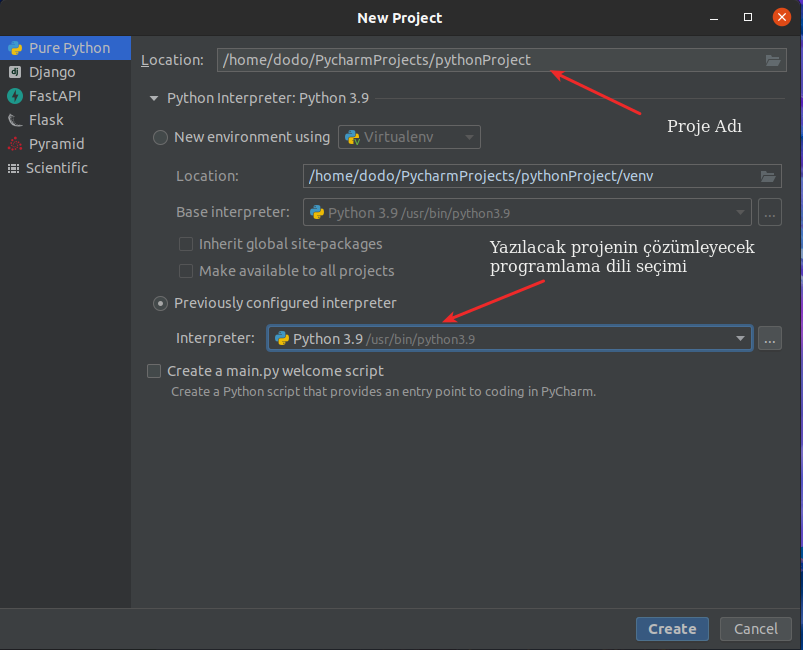 New Project
Pure Python
Django
FastAPI
Flask
Pyramid
Scientific
Location: /home/dodo/PycharmProjects/pythonProject
Proje Adı
Python Interpreter: Python 3.9
New environment using Virtualenv
Location: /home/dodo/PycharmProjects/pythonProject/venv
Base interpreter: Python 3.9 /usr/bin/python3.9 ...
Inherit global site-packages
Make available to all projects
Yazılacak projenin çözümleyecek
programlama dili seçimi
Previously configured interpreter
Interpreter: Python 3.9 /usr/bin/python3.9 ...
Create a main.py welcome script
Create a Python script that provides an entry point to coding in PyCharm.
Create Cancel